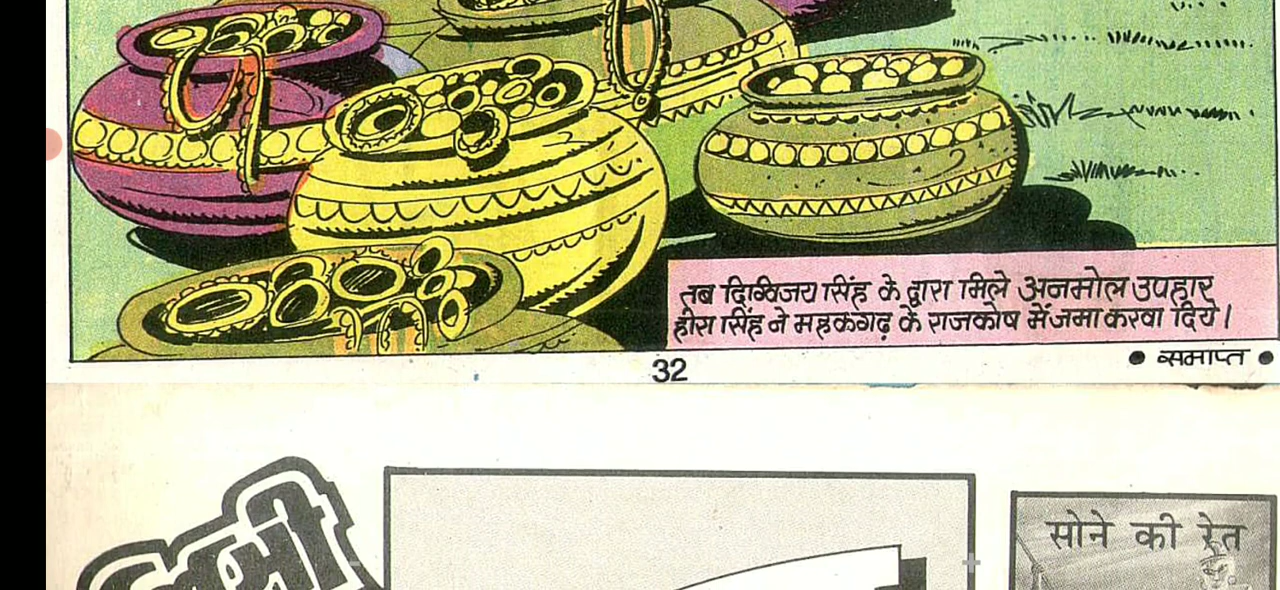 तब दिग्विजय सिंह के द्वारा मिले अनमोल उपहार
हीरा सिंह ने महकगढ़ के राजकोष में जमा करवा दिये।
32
● समाप्त ●
सोने की रेत